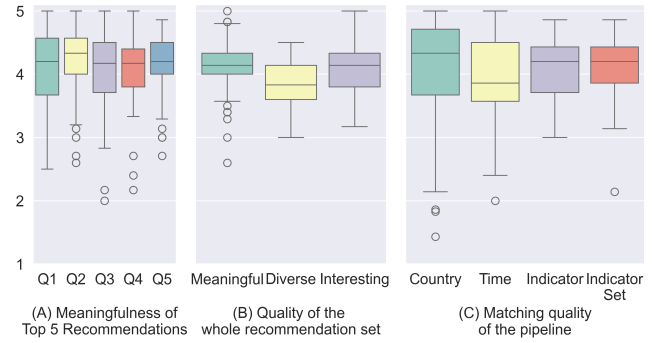 5
4
3
2
1
Q1 Q2 Q3 Q4 Q5
(A) Meaningfulness of
Top 5 Recommendations
Meaningful Diverse Interesting
(B) Quality of the
whole recommendation set
Country Time Indicator Indicator
Set
(C) Matching quality
of the pipeline